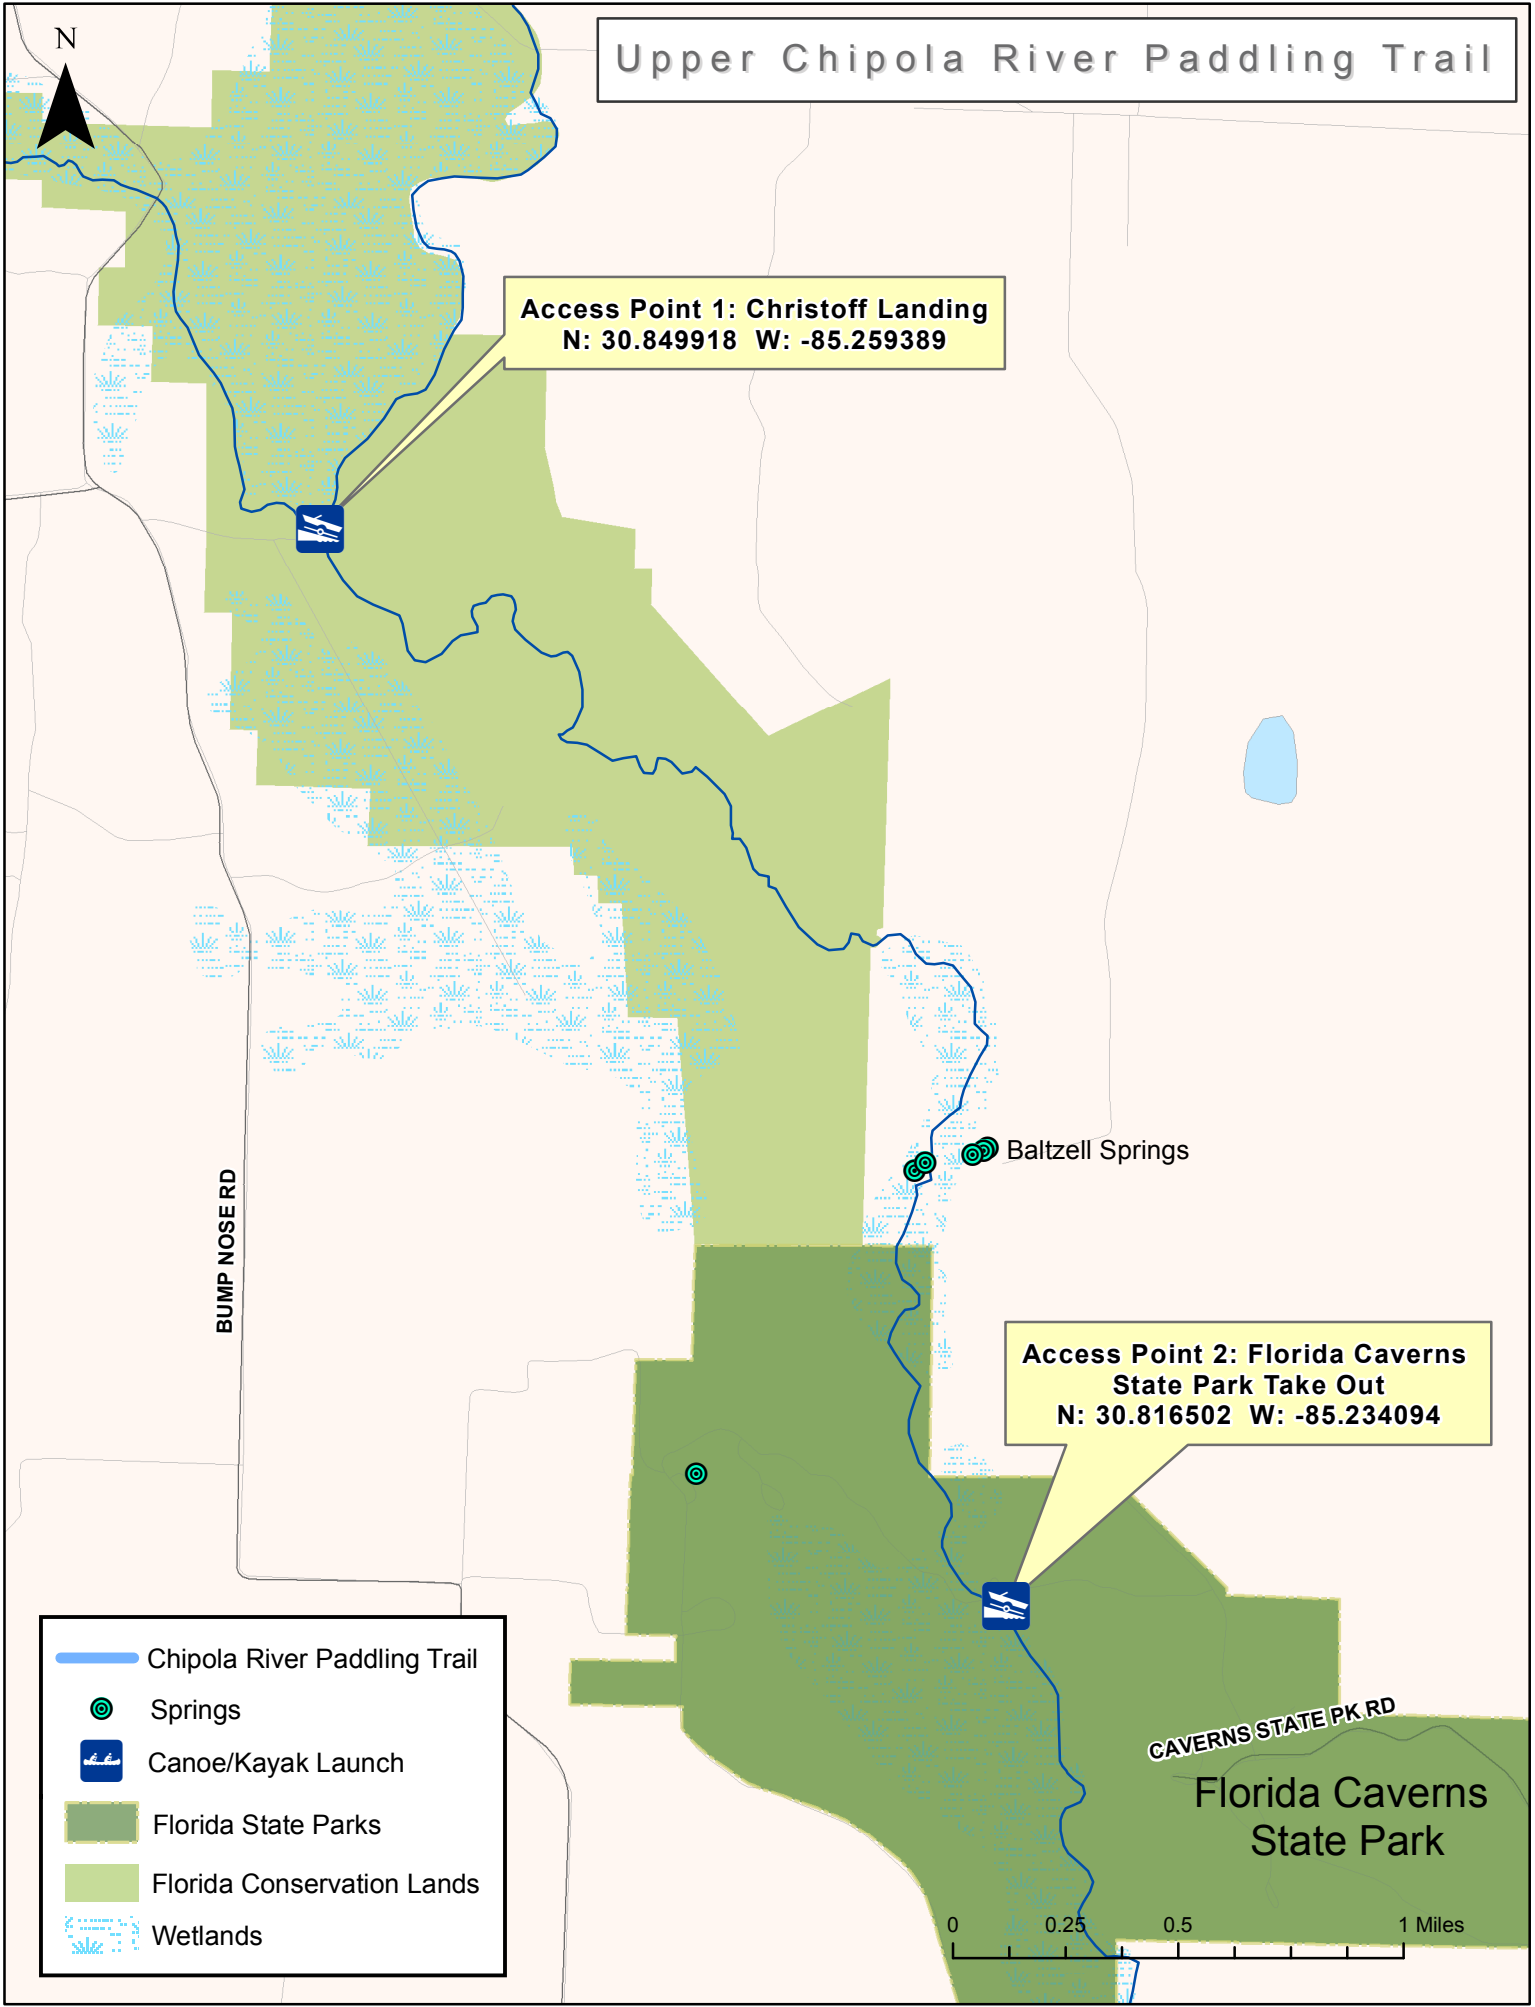 N
Upper Chipola River Paddling Trail
Access Point 1: Christoff Landing
N: 30.849918 W: -85.259389
Baltzell Springs
BUMP NOSE RD
Access Point 2: Florida Caverns
State Park Take Out
N: 30.816502 W: -85.234094
CAVERNS STATE PK RD
Florida Caverns
State Park
Chipola River Paddling Trail
Springs
Canoe/Kayak Launch
Florida State Parks
Florida Conservation Lands
Wetlands
0 0.25 0.5 1 Miles